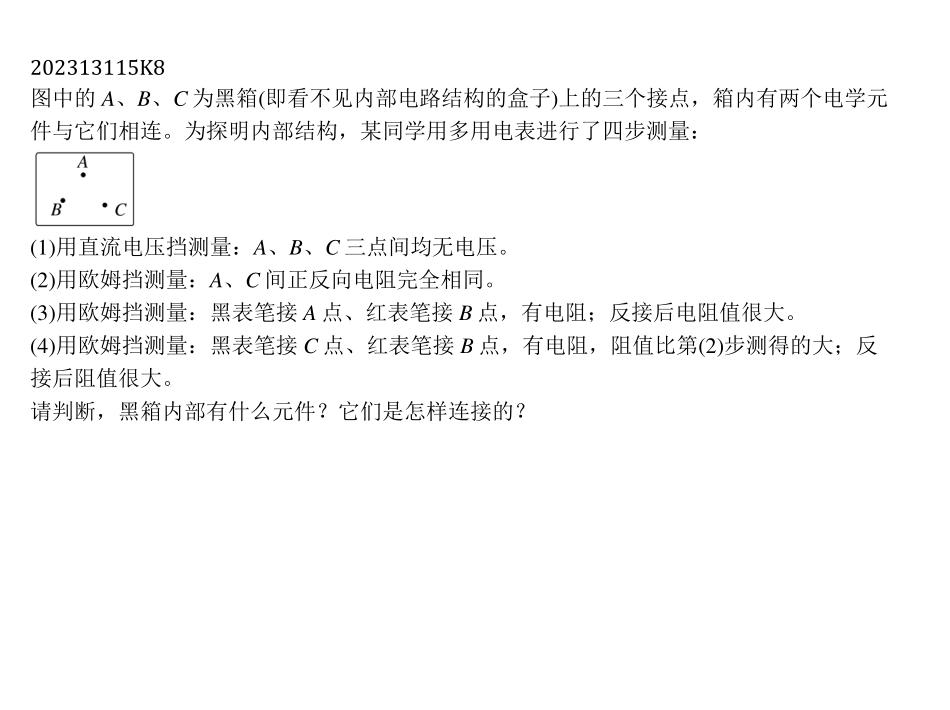 202313115K8
图中的 A、B、C 为黑箱(即看不见内部电路结构的盒子)上的三个接点，箱内有两个电学元
件与它们相连。为探明内部结构，某同学用多用电表进行了四步测量：
A
B C
(1)用直流电压挡测量：A、B、C 三点间均无电压。
(2)用欧姆挡测量：A、C 间正反向电阻完全相同。
(3)用欧姆挡测量：黑表笔接 A 点、红表笔接 B 点，有电阻；反接后电阻值很大。
(4)用欧姆挡测量：黑表笔接 C 点、红表笔接 B 点，有电阻，阻值比第(2)步测得的大；反
接后阻值很大。
请判断，黑箱内部有什么元件？它们是怎样连接的？